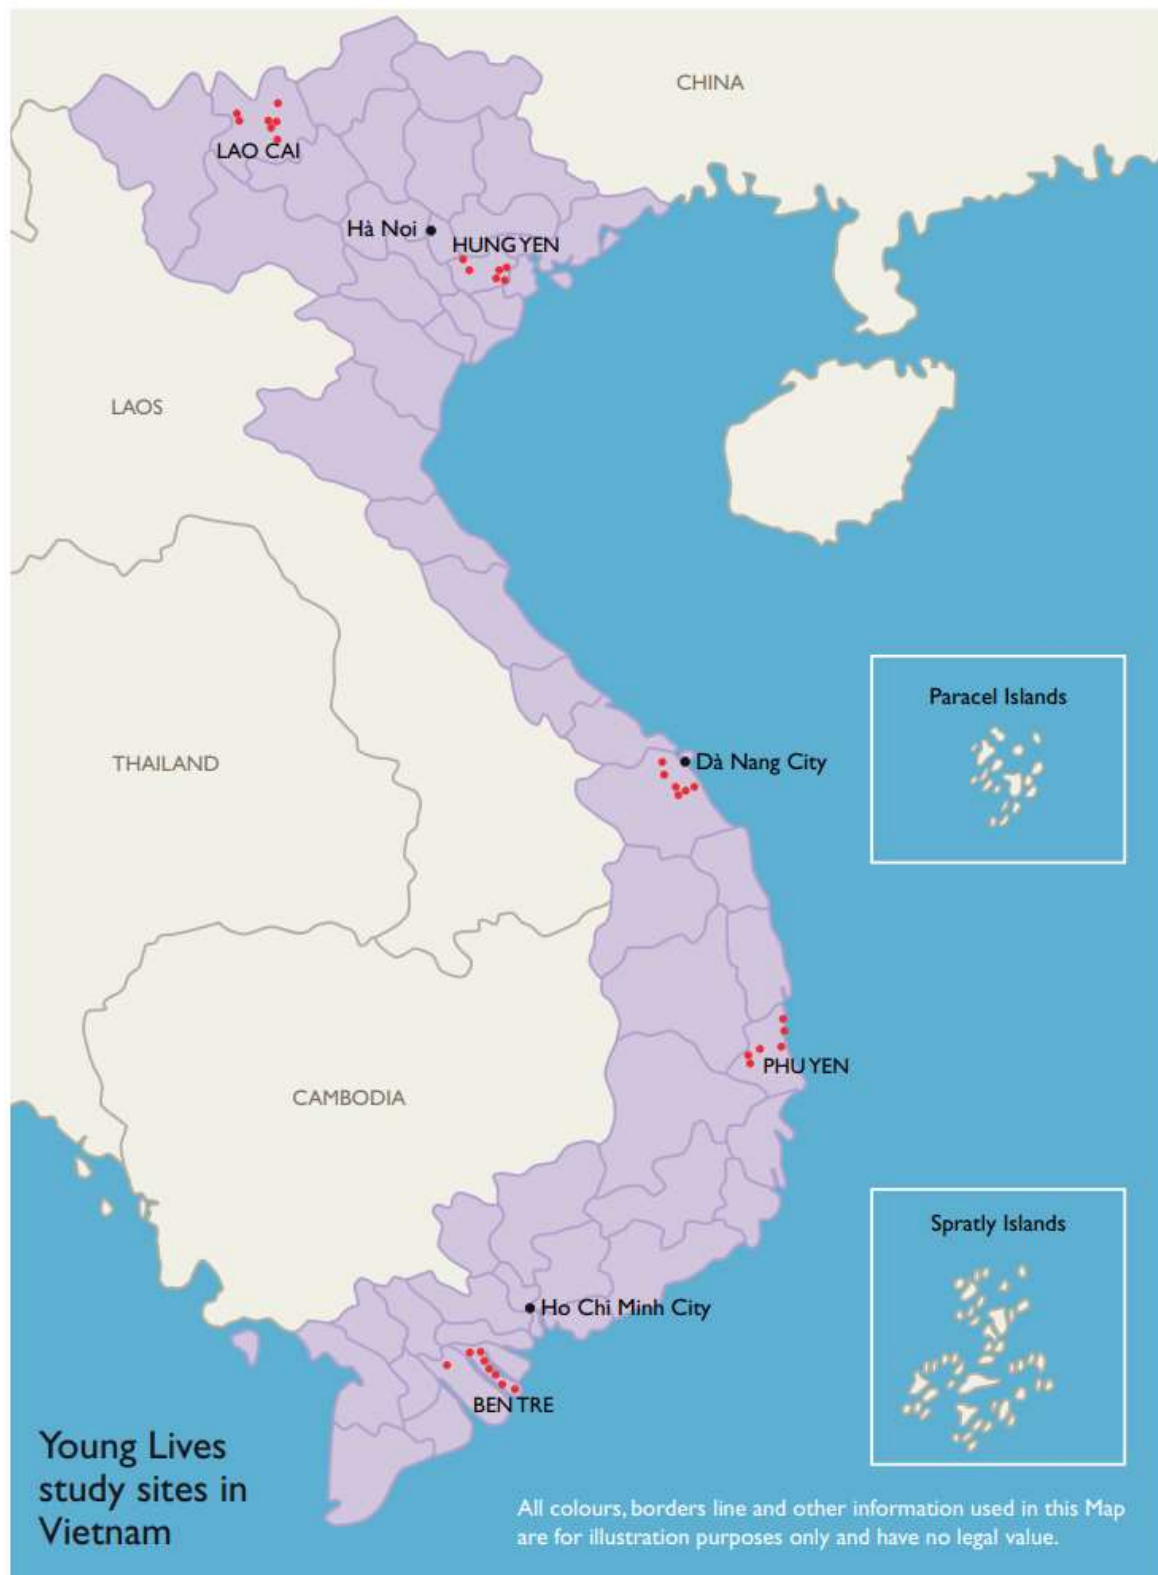 CHINA
LAO CAI
Hà Noi
HUNG YEN
LAOS
Paracel Islands
THAILAND
Dà Nang City
PHU YEN
CAMBODIA
Spratly Islands
Ho Chi Minh City
BEN TRE
Young Lives
study sites in
Vietnam
All colours, borders line and other information used in this Map
are for illustration purposes only and have no legal value.